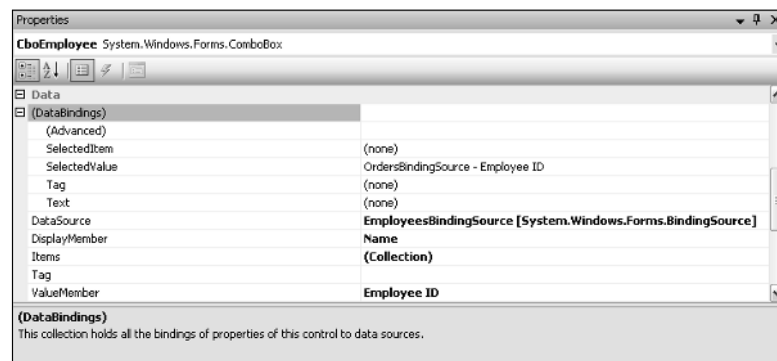 Properties
CboEmployee System.Windows.Forms.ComboBox
Data
(DataBindings)
(Advanced)
SelectedItem (none)
SelectedValue OrdersBindingSource - Employee ID
Tag (none)
Text (none)
DataSource EmployeesBindingSource [System.Windows.Forms.BindingSource]
DisplayMember Name
Items (Collection)
Tag
ValueMember Employee ID
(DataBindings)
This collection holds all the bindings of properties of this control to data sources.